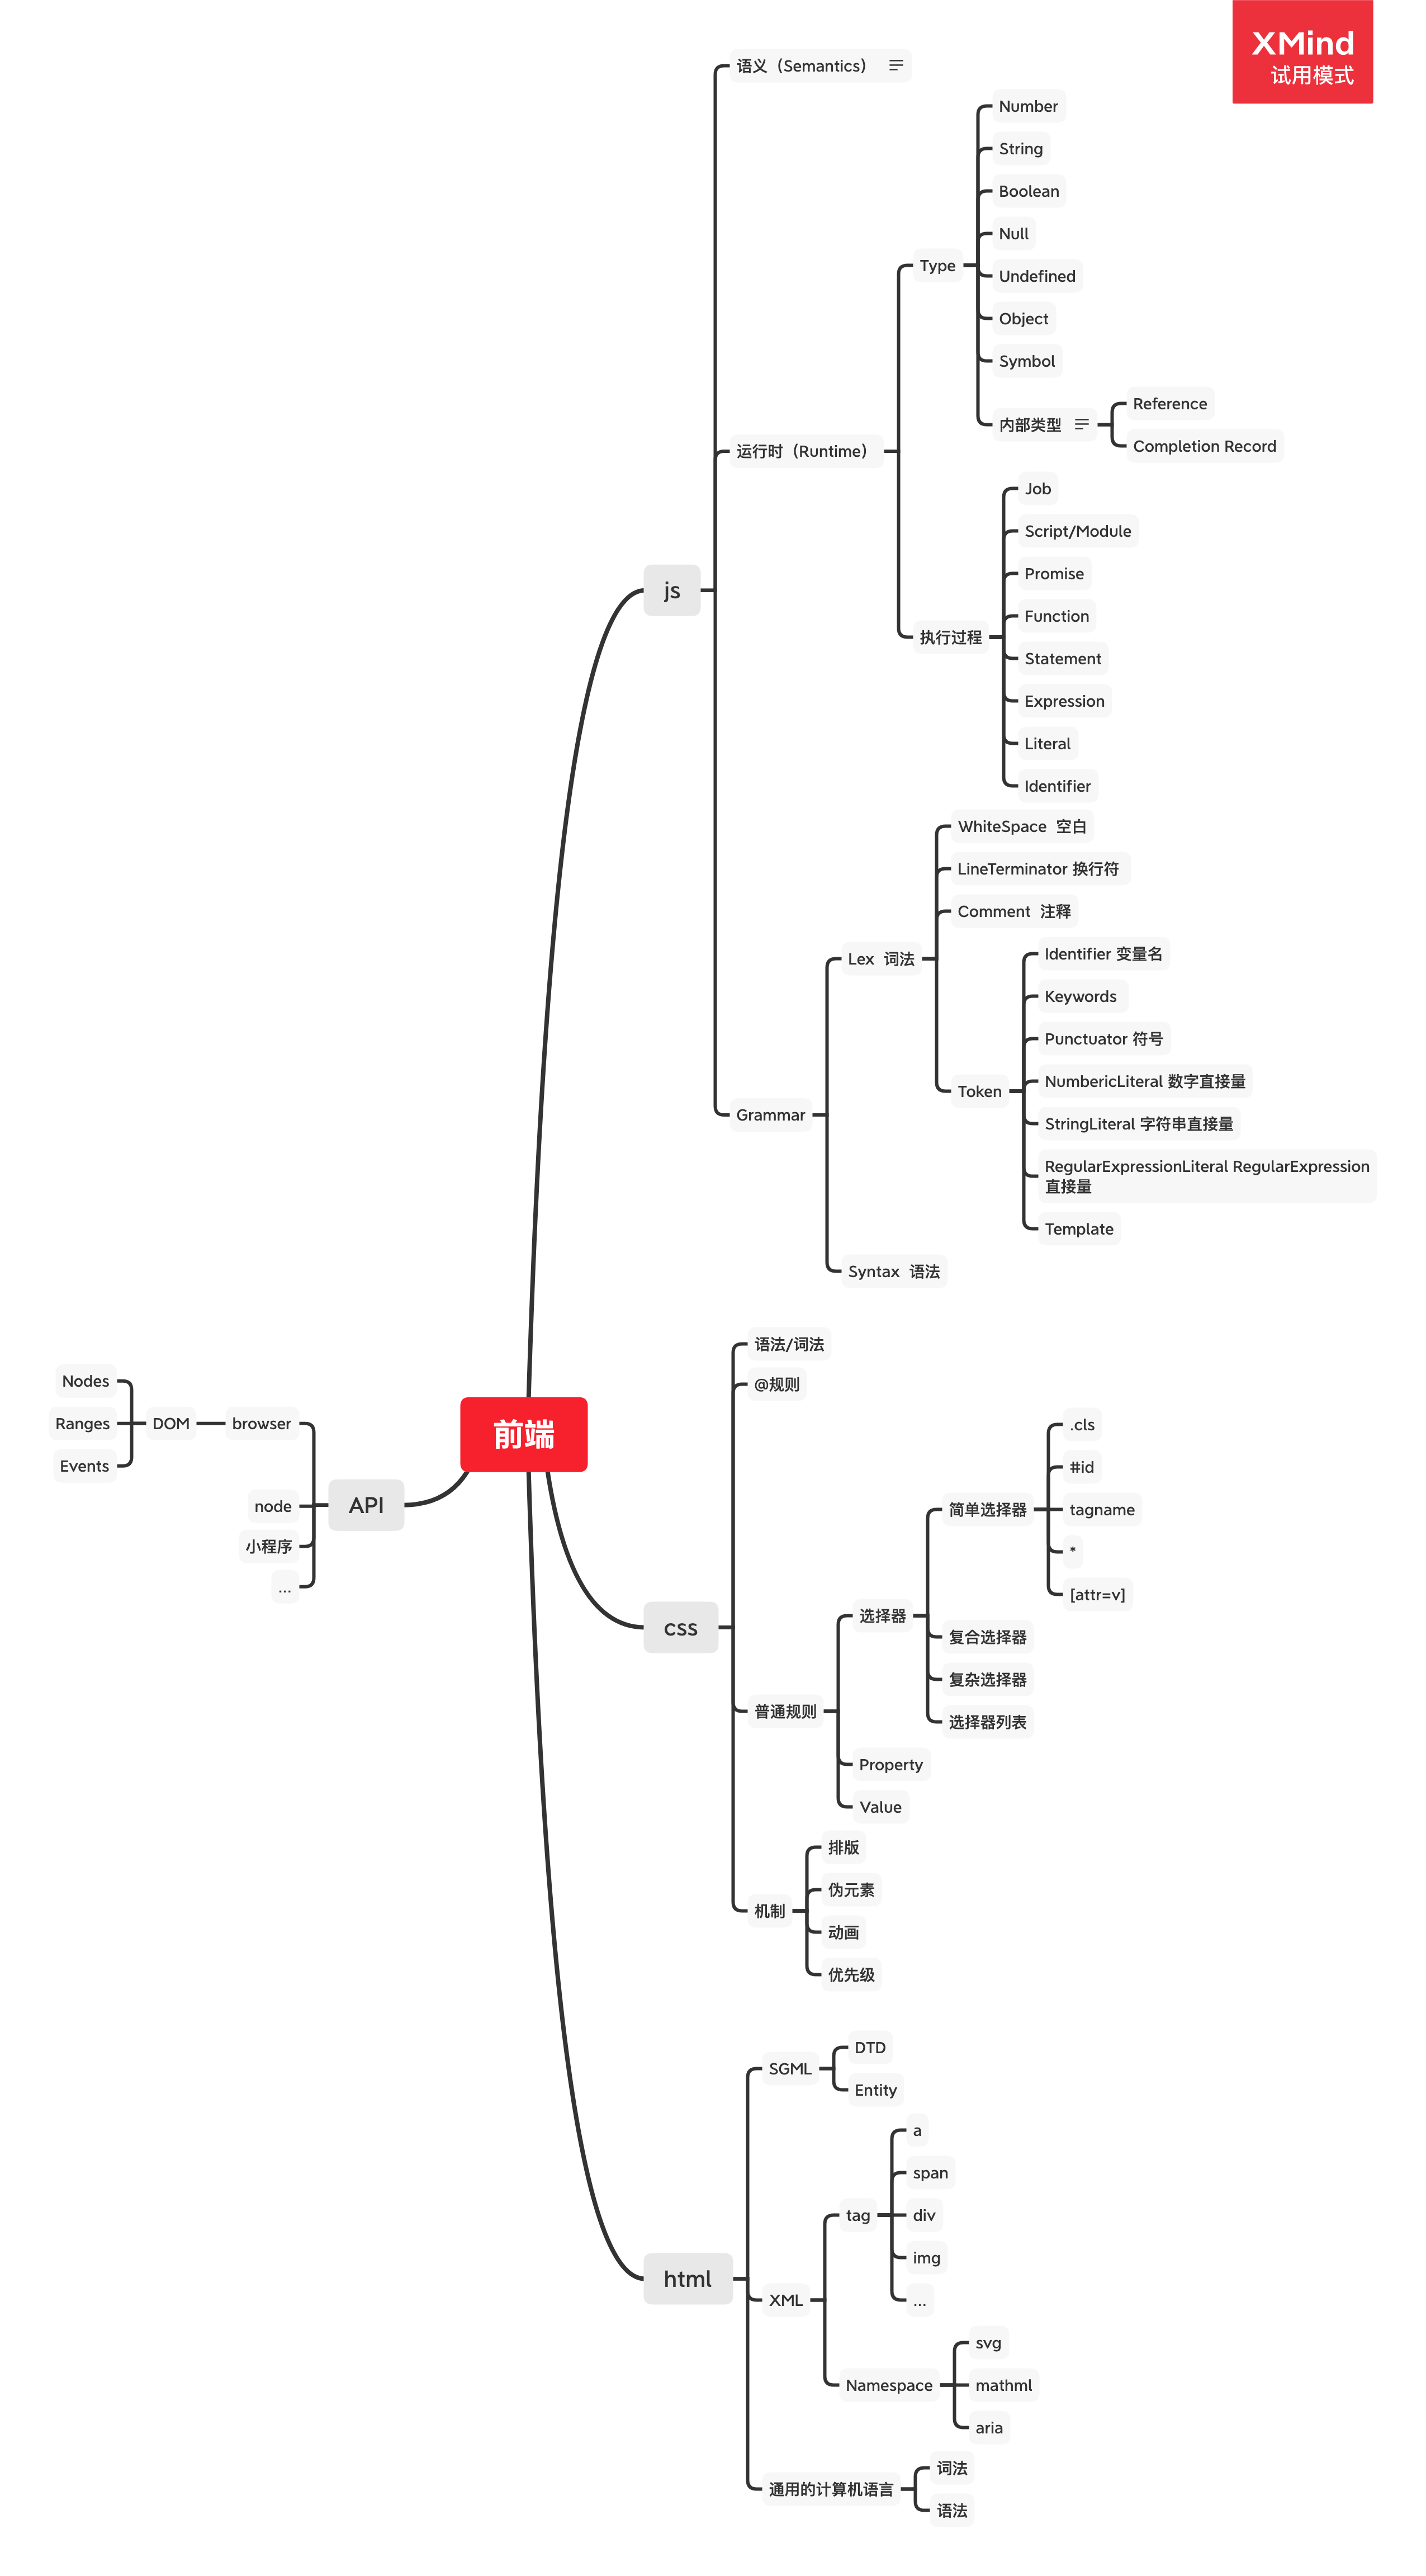 XMind
试用模式
语义（Semantics）
Number
String
Boolean
Null
Undefined
Object
Symbol
Type
内部类型
Reference
Completion Record
运行时（Runtime）
Job
Script/Module
Promise
Function
Statement
Expression
Literal
Identifier
执行过程
js
WhiteSpace  空白
LineTerminator 换行符
Comment  注释
Lex  词法
Identifier 变量名
Keywords
Punctuator 符号
NumbericLiteral 数字直接量
StringLiteral 字符串直接量
RegularExpressionLiteral RegularExpression
直接量
Template
Token
Grammar
Syntax  语法
前端
Nodes
Ranges
Events
DOM
browser
node
小程序
...
API
语法/词法
@规则
.cls
#id
tagname
*
[attr=v]
简单选择器
选择器
复合选择器
复杂选择器
选择器列表
css
普通规则
Property
Value
排版
伪元素
动画
优先级
机制
DTD
Entity
SGML
a
span
div
img
...
tag
html
XML
svg
mathml
aria
Namespace
词法
语法
通用的计算机语言